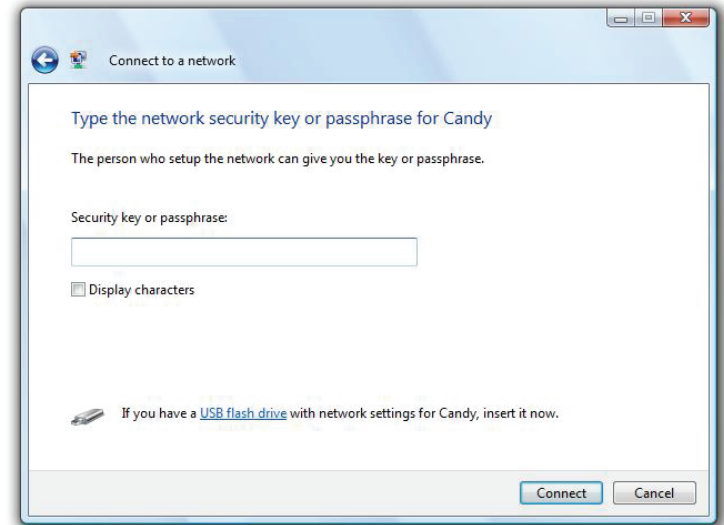 Connect to a network
Type the network security key or passphrase for Candy
The person who setup the network can give you the key or passphrase.
Security key or passphrase:
Display characters
If you have a USB flash drive with network settings for Candy, insert it now.
Connect Cancel